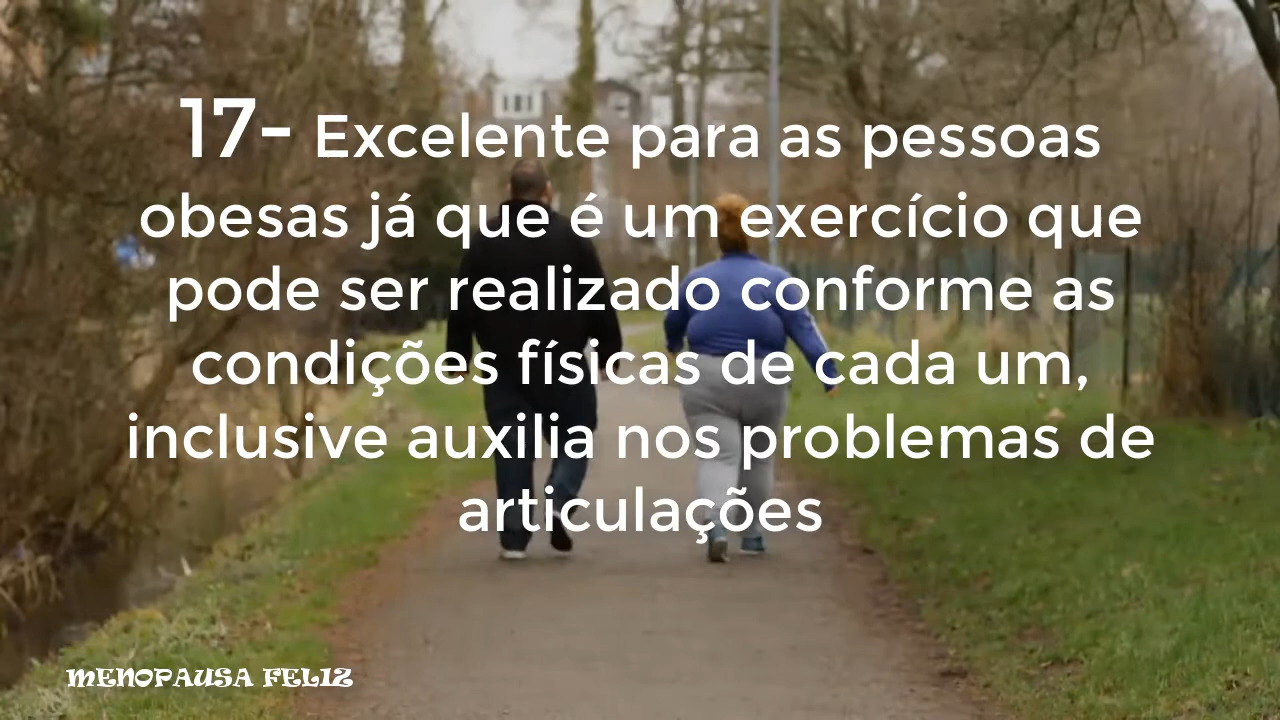 17- Excelente para as pessoas
obesas já que é um exercício que
pode ser realizado conforme as
condições físicas de cada um,
inclusive auxilia nos problemas de
articulações
MENOPAUSA FELIZ